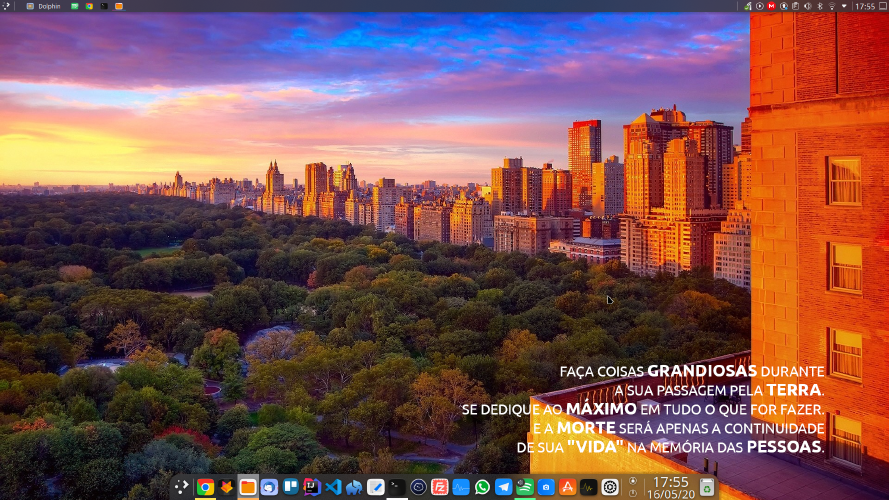 Dolphin
17:55
FAÇA COISAS GRANDIOSAS DURANTE
A SUA PASSAGEM PELA TERRA.
SE DEDIQUE AO MÁXIMO EM TUDO O QUE FOR FAZER.
E A MORTE SERÁ APENAS A CONTINUIDADE
DE SUA "VIDA" NA MEMÓRIA DAS PESSOAS.
17:55
16/05/20